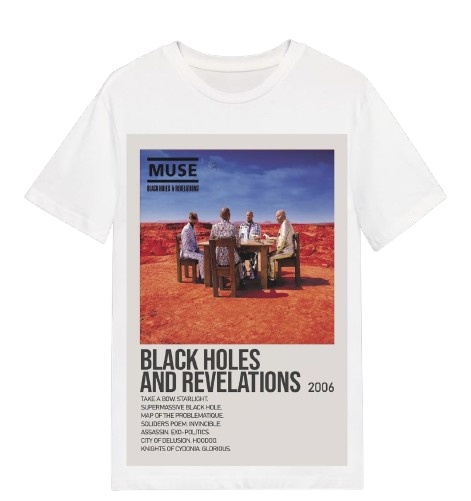 MUSE
BLACK HOLES & REVELATIONS
BLACK HOLES
AND REVELATIONS 2006
TAKE A BOW. STARLIGHT.
SUPERMASSIVE BLACK HOLE.
MAP OF THE PROBLEMATIQUE.
SOLIDER'S POEM. INVINCIBLE.
ASSASSIN. EXO-POLITICS.
CITY OF DELUSION. HOODOO.
KNIGHTS OF CYDONIA. GLORIOUS.